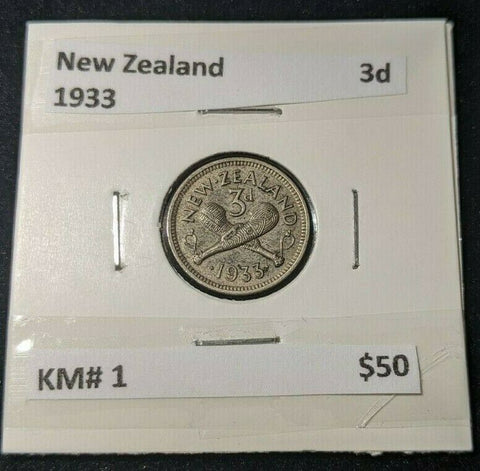 New Zealand 3d
1933
NEW·ZEALAND
3d
·1933·
KM# 1 $50